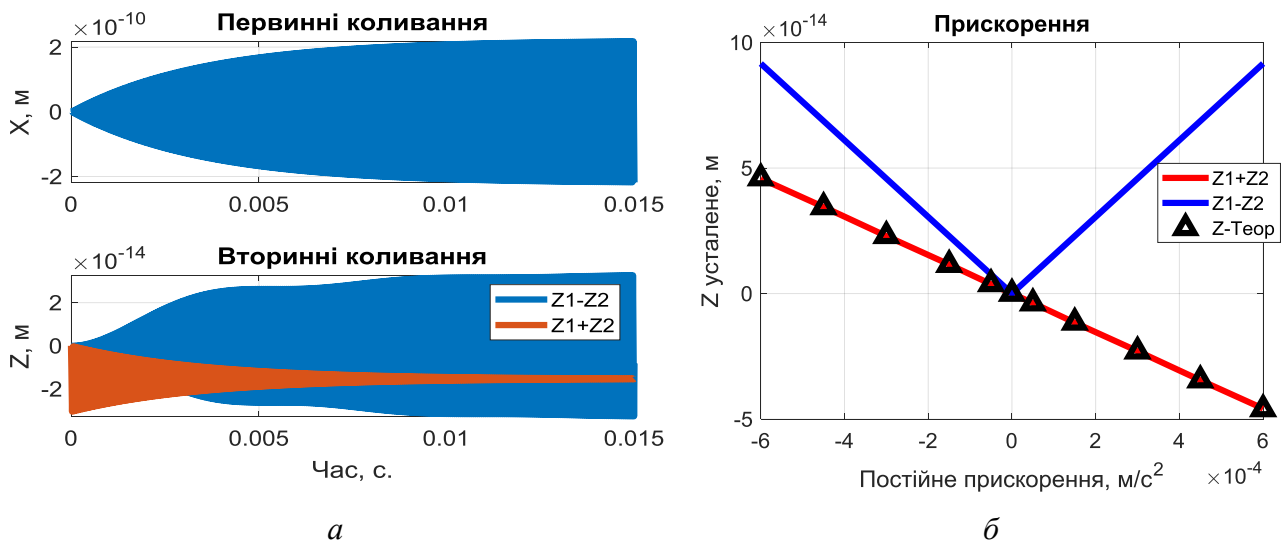 Первинні коливання
×10⁻¹⁰
2
0
-2
X, м
0 0.005 0.01 0.015
Вторинні коливання
×10⁻¹⁴
2
0
-2
Z, м
Z1-Z2
Z1+Z2
0 0.005 0.01 0.015
Час, с.
а
Прискорення
×10⁻¹⁴
10
5
0
-5
Z усталене, м
Z1+Z2
Z1-Z2
Z-Теор
-6 -4 -2 0 2 4 6
Постійне прискорення, м/с²
×10⁻⁴
б